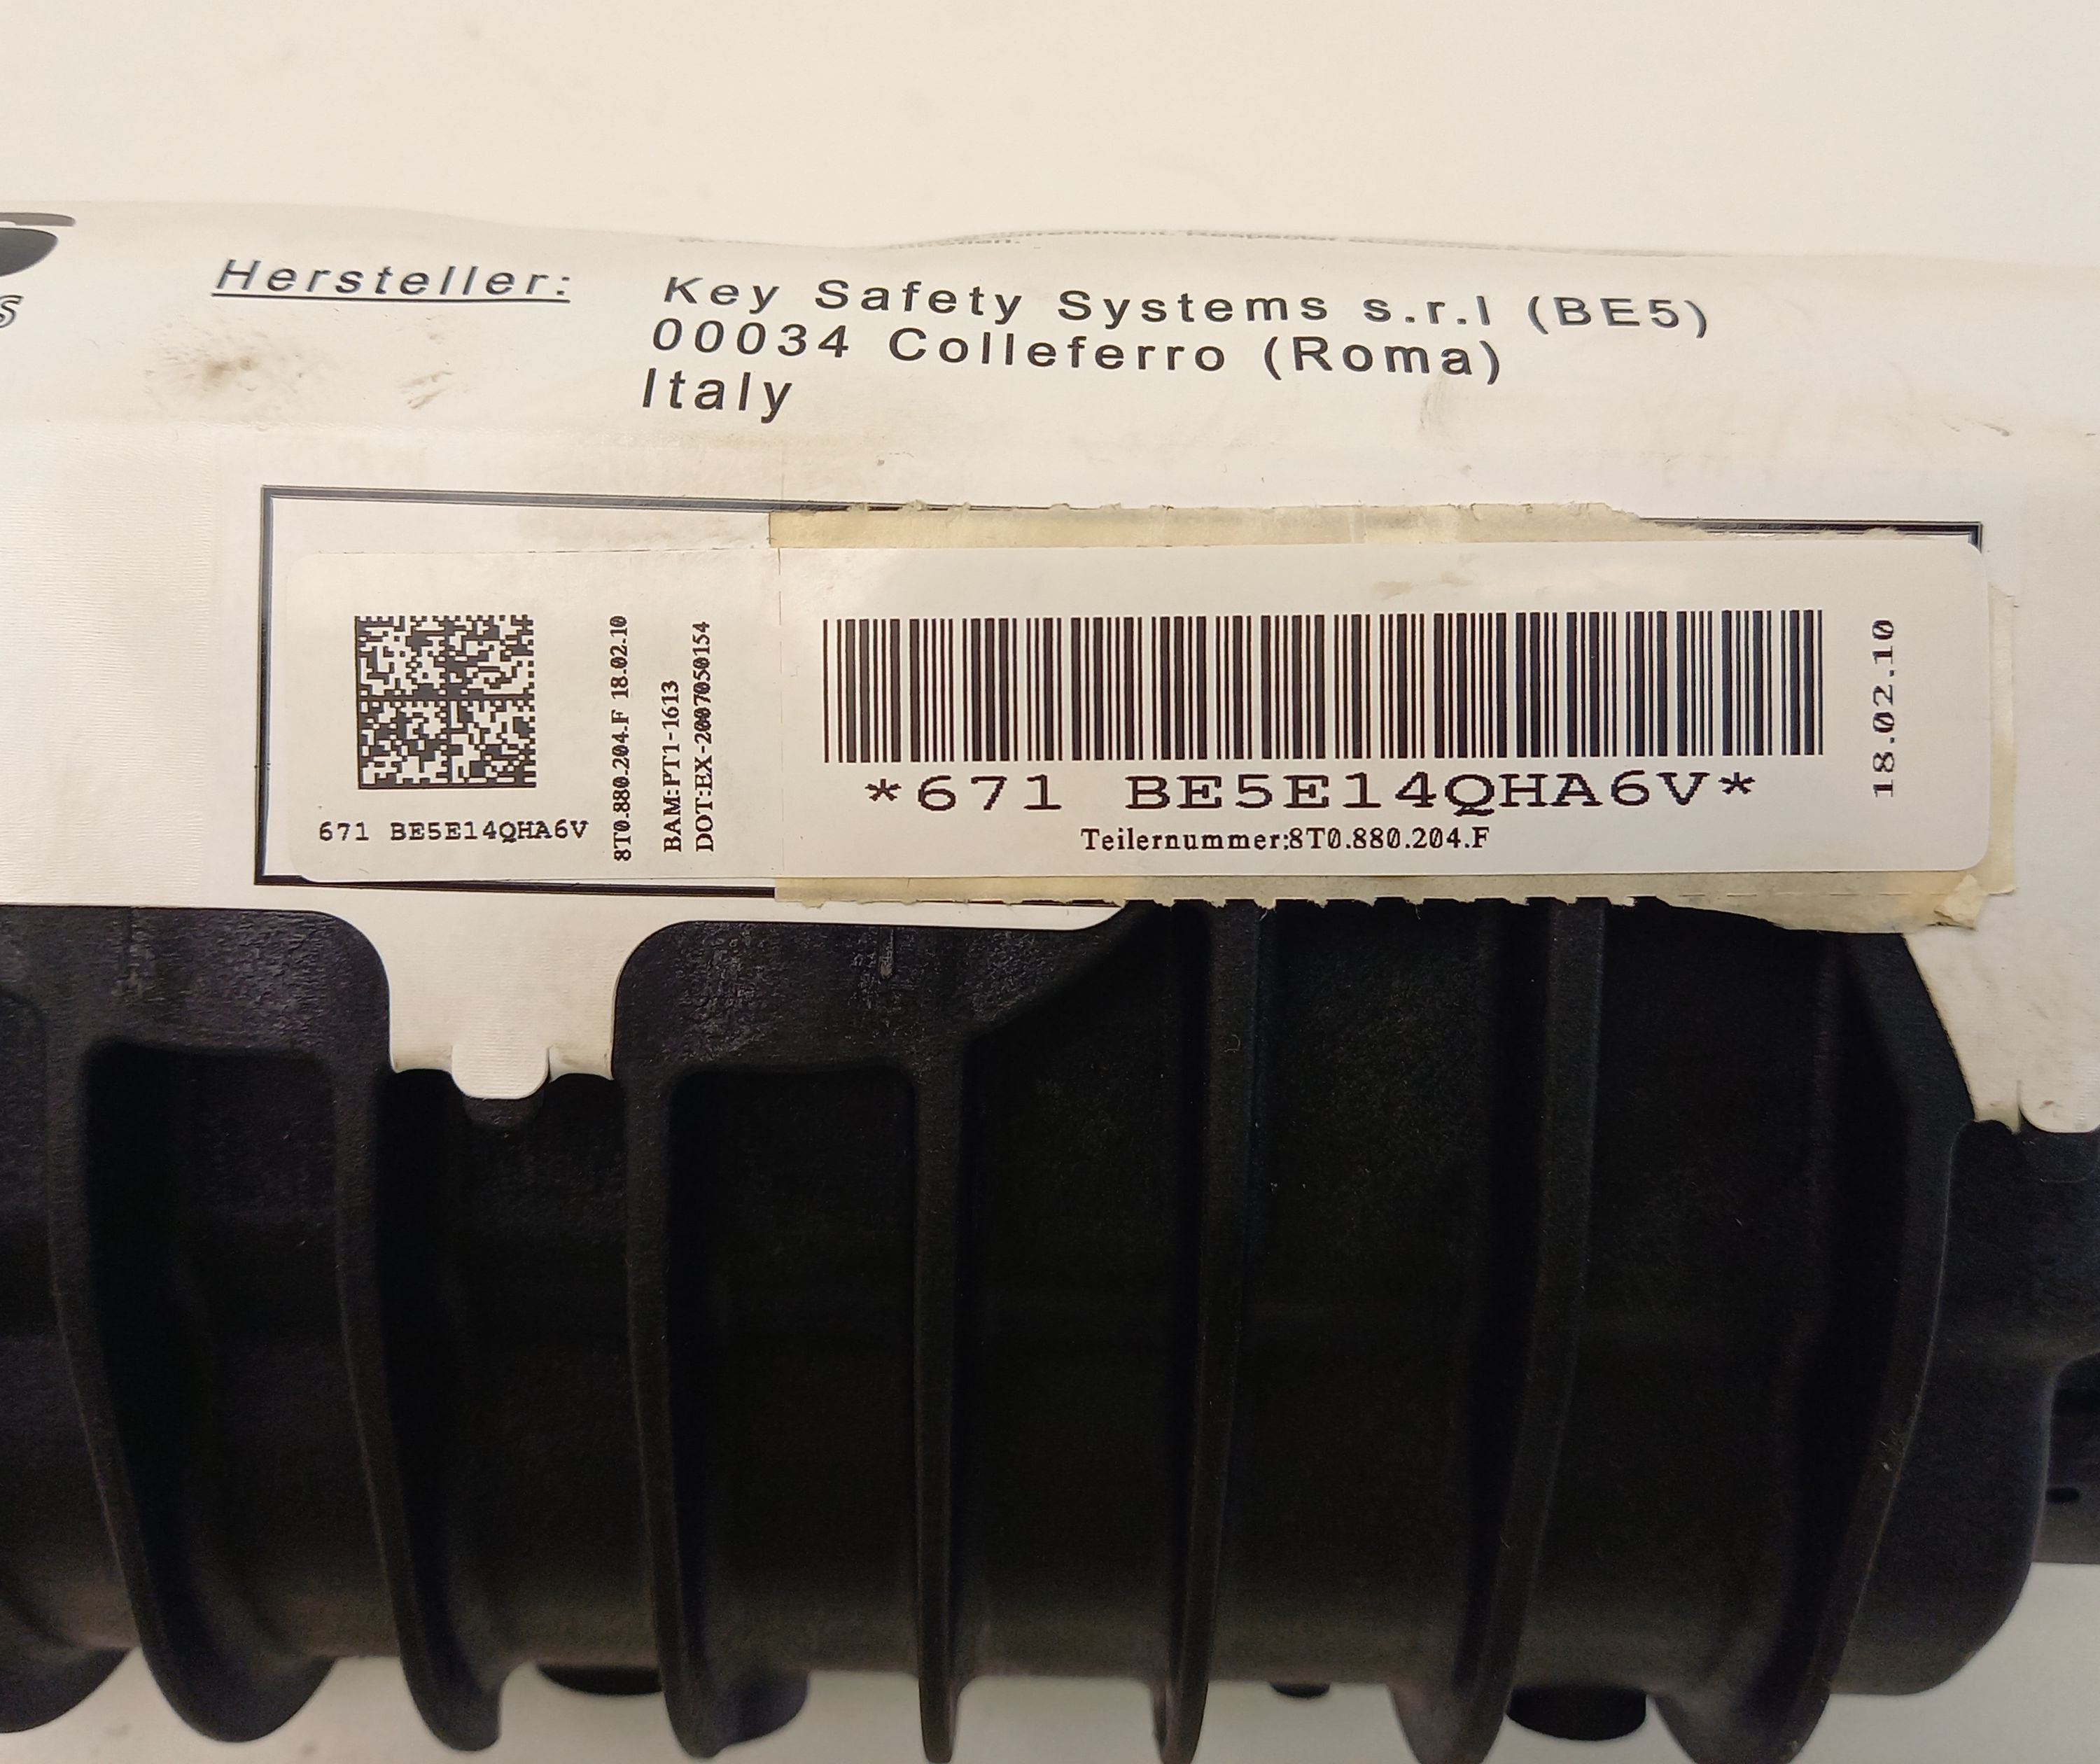 Hersteller: Key Safety Systems s.r.l (BE5)
00034 Colleferro (Roma)
Italy
671 BE5E14QHA6V
8T0.880.204.F 18.02.10
BAM:PT1-1613
DOT:EX-2007050154
*671 BE5E14QHA6V*
Teilernummer:8T0.880.204.F
18.02.10